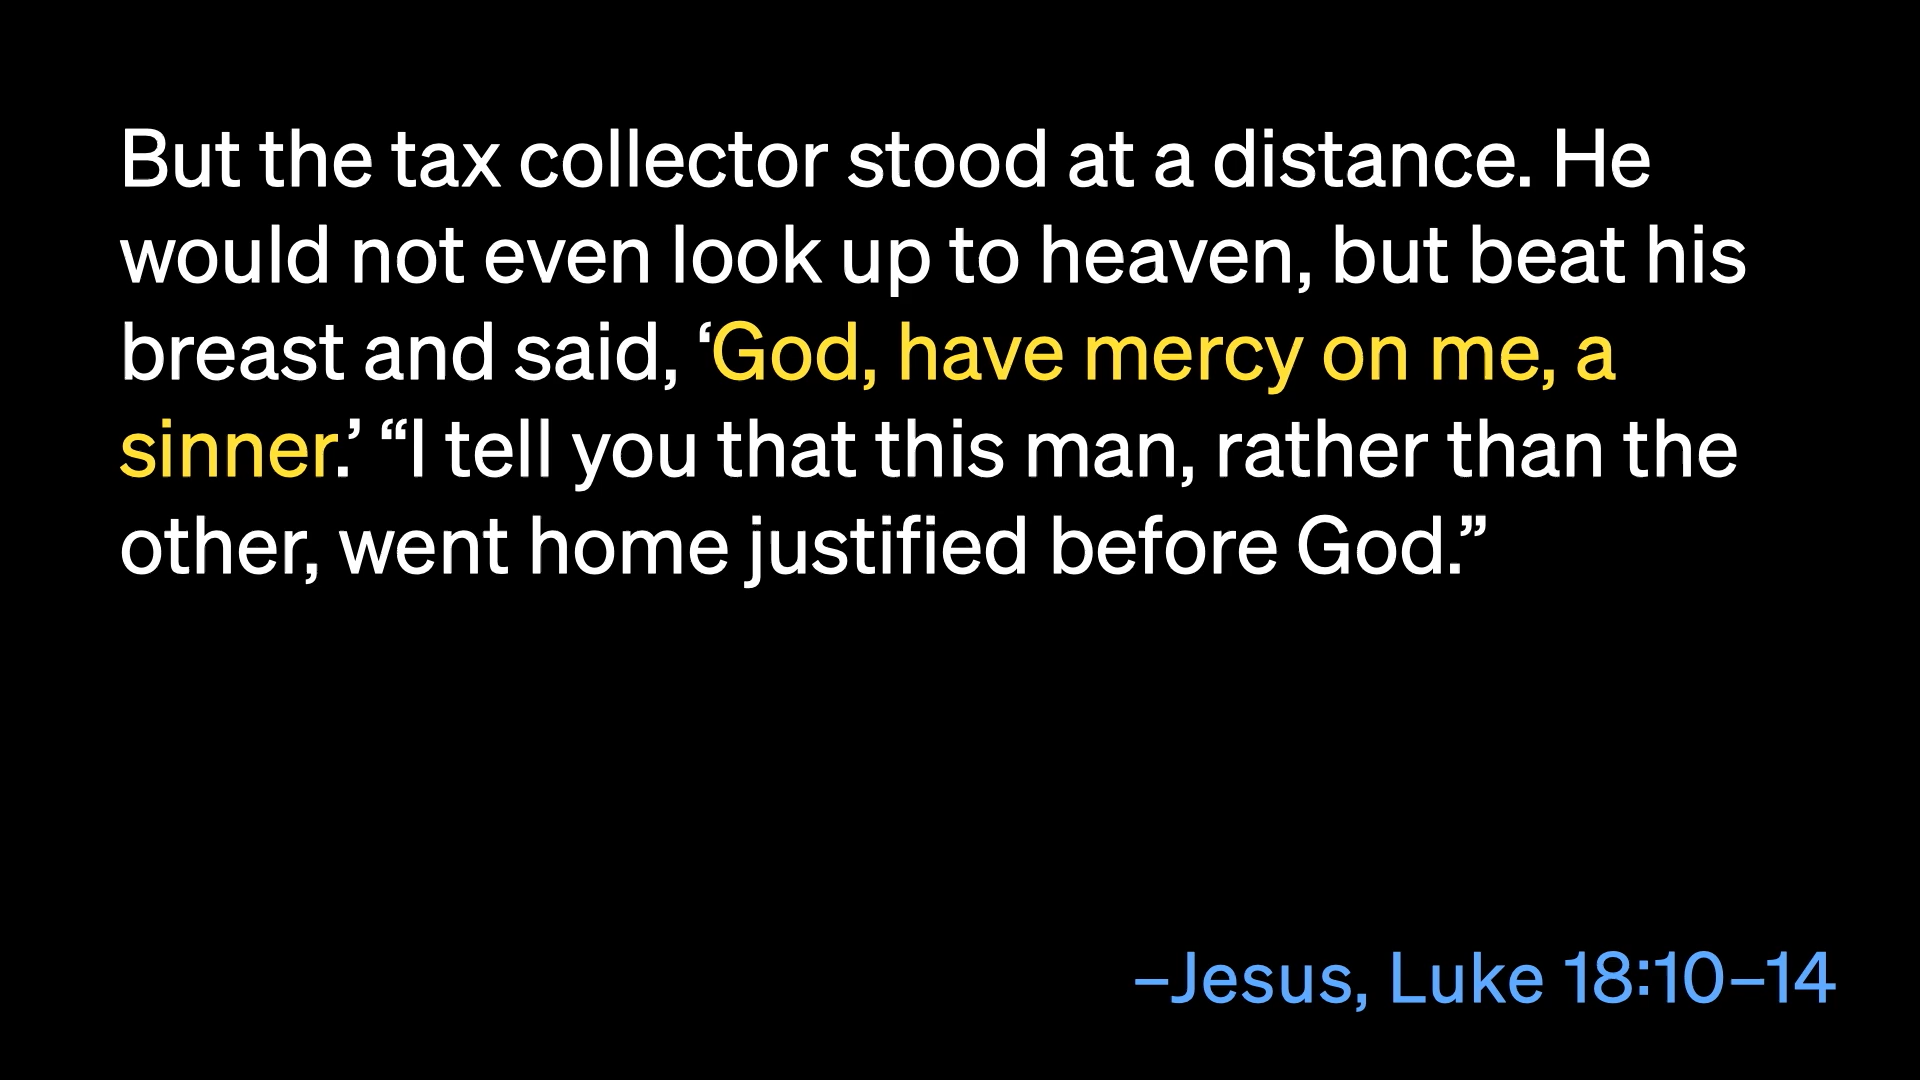 But the tax collector stood at a distance. He
would not even look up to heaven, but beat his
breast and said, ‘God, have mercy on me, a
sinner.’ “I tell you that this man, rather than the
other, went home justified before God.”
–Jesus, Luke 18:10–14